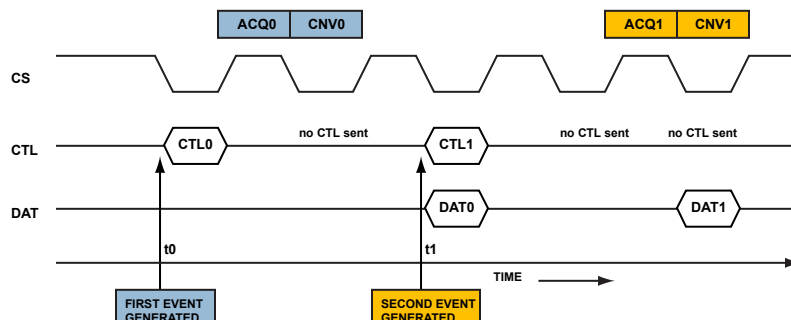 ACQ0 CNV0 ACQ1 CNV1
CS
CTL CTL0 no CTL sent CTL1 no CTL sent no CTL sent
DAT DAT0 DAT1
t0 t1
TIME
FIRST EVENT
GENERATED
SECOND EVENT
GENERATED